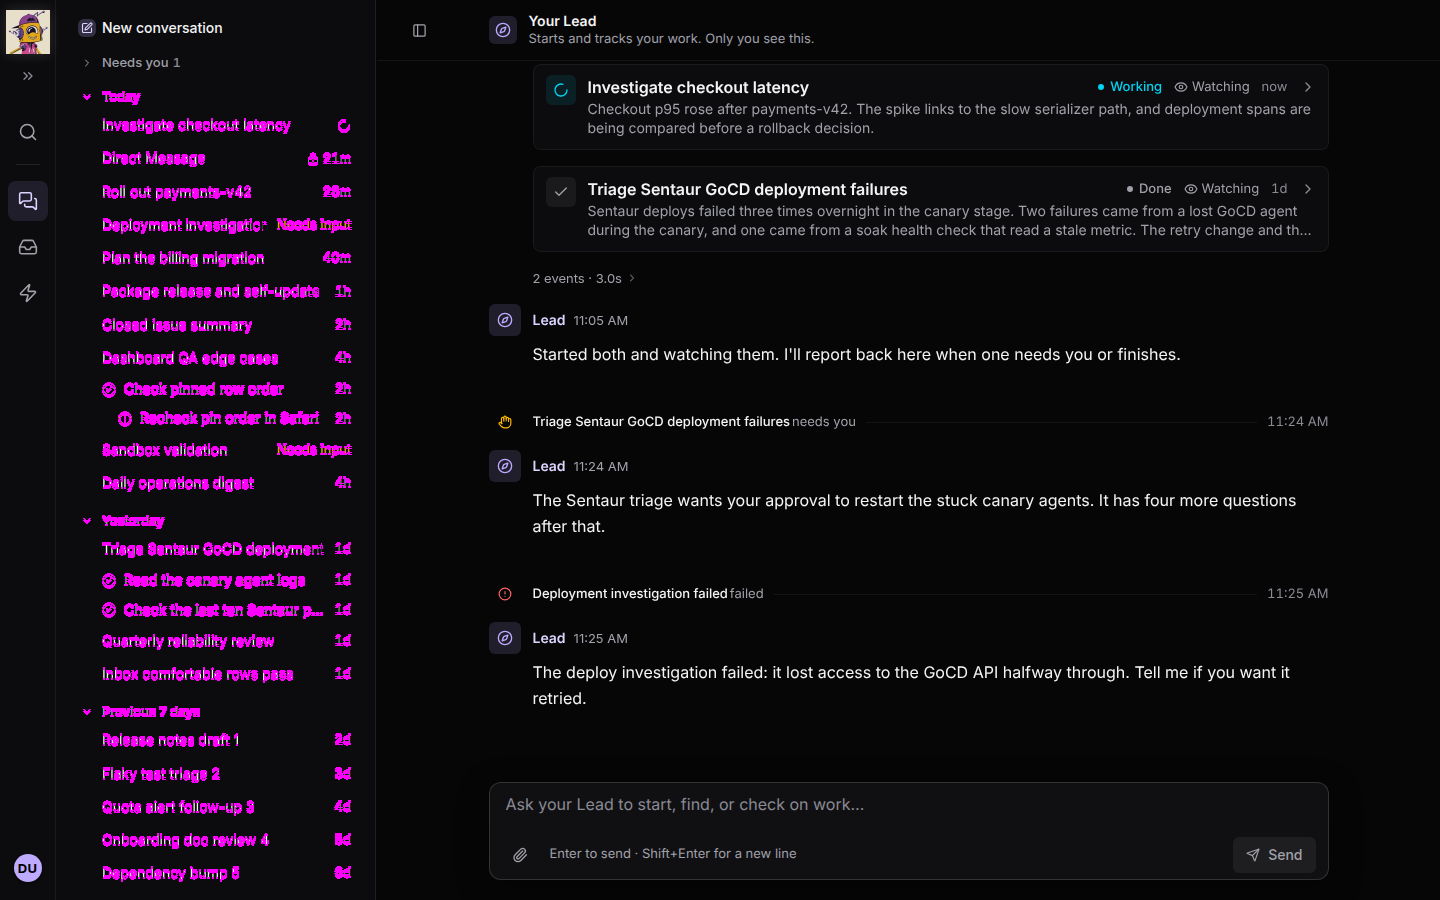 New conversation
Needs you 1
Today
Investigate checkout latency
Direct Message 21m
Roll out payments-v42
Deployment investigation Needs Input
Plan the billing migration 40m
Package release and self-update 1h
Closed issue summary 2h
Dashboard QA edge cases 4h
Check pinned row order 2h
Recheck pin order in Safari 2h
Sandbox validation Needs Input
Daily operations digest 4h
Yesterday
Triage Sentaur GoCD deployment 1d
Read the canary agent logs 1d
Check the last ten Sentaur p... 1d
Quarterly reliability review 1d
Inbox comfortable rows pass 1d
Previous 7 days
Release notes draft 1 2d
Flaky test triage 2 3d
Quote alert follow-up 3 4d
Onboarding doc review 4 5d
Dependency bump 5 6d
DU
Your Lead
Starts and tracks your work. Only you see this.
Investigate checkout latency Working Watching now
Checkout p95 rose after payments-v42. The spike links to the slow serializer path, and deployment spans are
being compared before a rollback decision.
Triage Sentaur GoCD deployment failures Done Watching 1d
Sentaur deploys failed three times overnight in the canary stage. Two failures came from a lost GoCD agent
during the canary, and one came from a soak health check that read a stale metric. The retry change and th...
2 events · 3.0s
Lead 11:05 AM
Started both and watching them. I'll report back here when one needs you or finishes.
Triage Sentaur GoCD deployment failures needs you 11:24 AM
Lead 11:24 AM
The Sentaur triage wants your approval to restart the stuck canary agents. It has four more questions
after that.
Deployment investigation failed failed 11:25 AM
Lead 11:25 AM
The deploy investigation failed: it lost access to the GoCD API halfway through. Tell me if you want it
retried.
Ask your Lead to start, find, or check on work...
Enter to send · Shift+Enter for a new line
Send